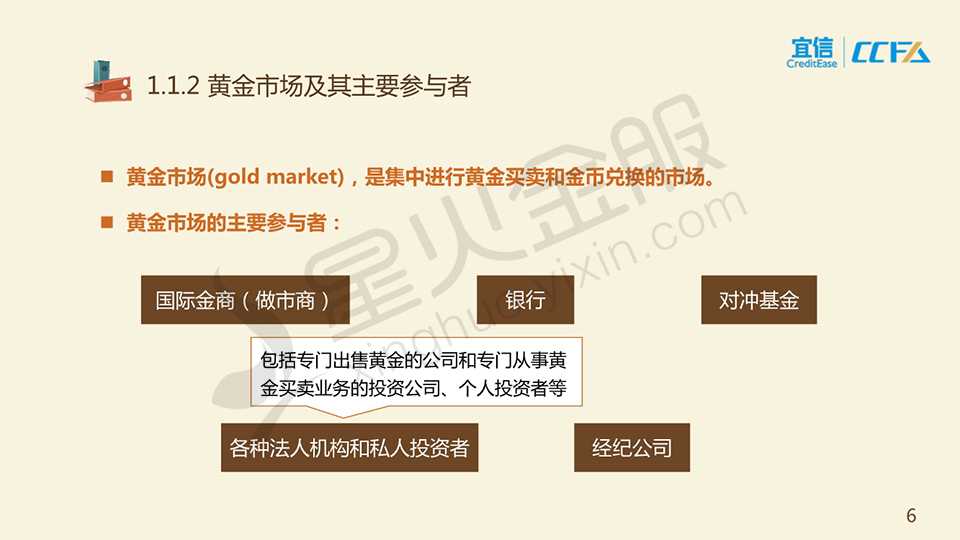 宜信
CreditEase
CCFA
1.1.2 黄金市场及其主要参与者
黄金市场(gold market)，是集中进行黄金买卖和金币兑换的市场。
黄金市场的主要参与者：
国际金商（做市商）
银行
对冲基金
包括专门出售黄金的公司和专门从事黄
金买卖业务的投资公司、个人投资者等
各种法人机构和私人投资者
经纪公司
星火金服
xinghuoyixin.com
6